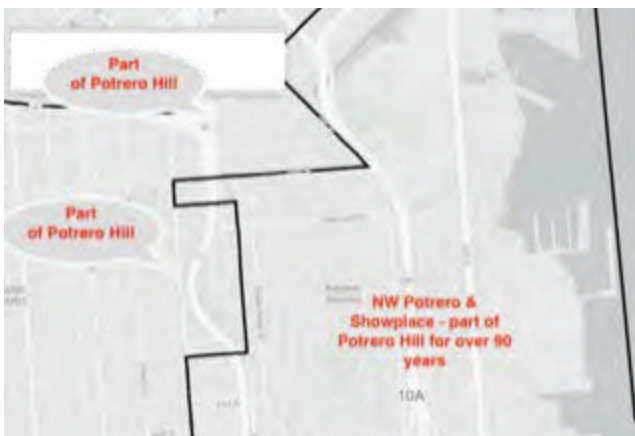 Part
of Potrero Hill
Part
of Potrero Hill
NW Potrero &
Showplace - part of
Potrero Hill for over 90
years
10A